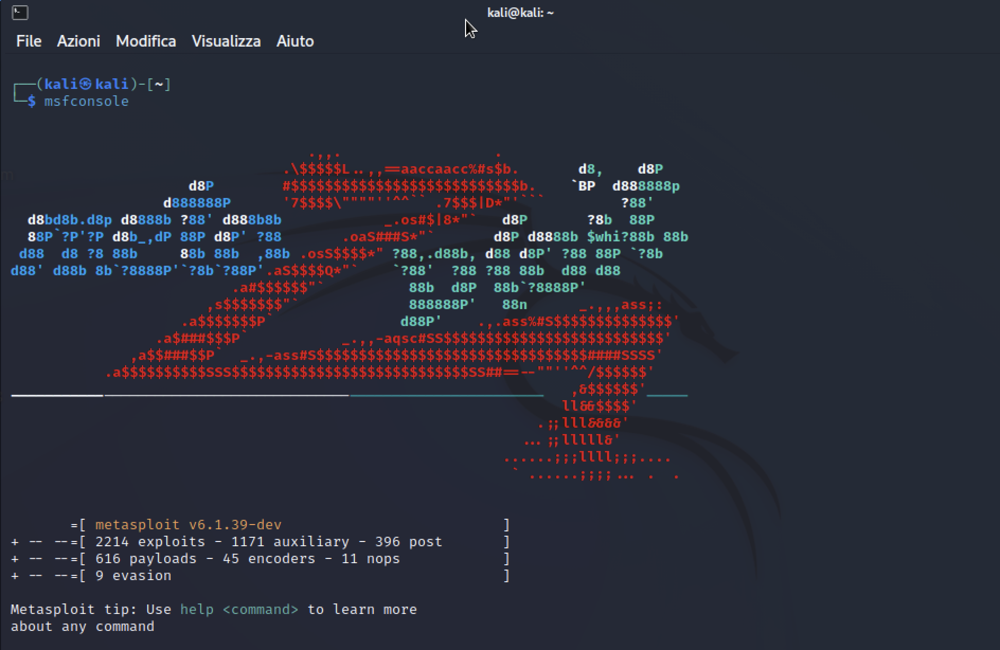 kali@kali: ~
File Azioni Modifica Visualizza Aiuto
┌──(kali㉿kali)-[~]
└─$ msfconsole
                                   .,,.                   .
                                .\$$$$$L..,,==aaccaacc%#s$b.       d8,    d8P
                     d8P        #$$$$$$$$$$$$$$$$$$$$$$$$$$$b.    `BP  d888888p
                  d888888P      '7$$$$\""""''^^`` .7$$$|D*"'```         ?88'
  d8bd8b.d8p d8888b ?88' d888b8b            _.os#$|8*"`   d8P       ?8b  88P
  88P`?P'?P d8b_,dP 88P d8P' ?88       .oaS###S*"`       d8P d8888b $whi?88b 88b
 d88  d8 ?8 88b     88b 88b  ,88b .osS$$$$*" ?88,.d88b, d88 d8P' ?88 88P `?8b
d88' d88b 8b`?8888P'`?8b`?88P'.aS$$$$Q*"`    `?88'  ?88 ?88 88b  d88 d88
                          .a#$$$$$$"`          88b  d8P  88b`?8888P'
                       ,s$$$$$$$"`             888888P'   88n      _.,,,ass;:
                    .a$$$$$$$P`               d88P'    .,.ass%#S$$$$$$$$$$$$$$'
                 .a$###$$$P`           _.,,-aqsc#SS$$$$$$$$$$$$$$$$$$$$$$$$$$'
              ,a$$###$$P`  _.,-ass#S$$$$$$$$$$$$$$$$$$$$$$$$$$$$$$$$####SSSS'
           .a$$$$$$$$$$SSS$$$$$$$$$$$$$$$$$$$$$$$$$$$$SS##==--""''^^/$$$$$$'
                                                                  ,&$$$$$$'
                                                                 ll&&$$$$'
                                                              .;;lll&&&&'
                                                            ...;;lllll&'
                                                          ......;;;llll;;;....
                                                           ` ......;;;;... .  .
=[ metasploit v6.1.39-dev ]
+ -- --=[ 2214 exploits - 1171 auxiliary - 396 post ]
+ -- --=[ 616 payloads - 45 encoders - 11 nops ]
+ -- --=[ 9 evasion ]
Metasploit tip: Use help <command> to learn more
about any command